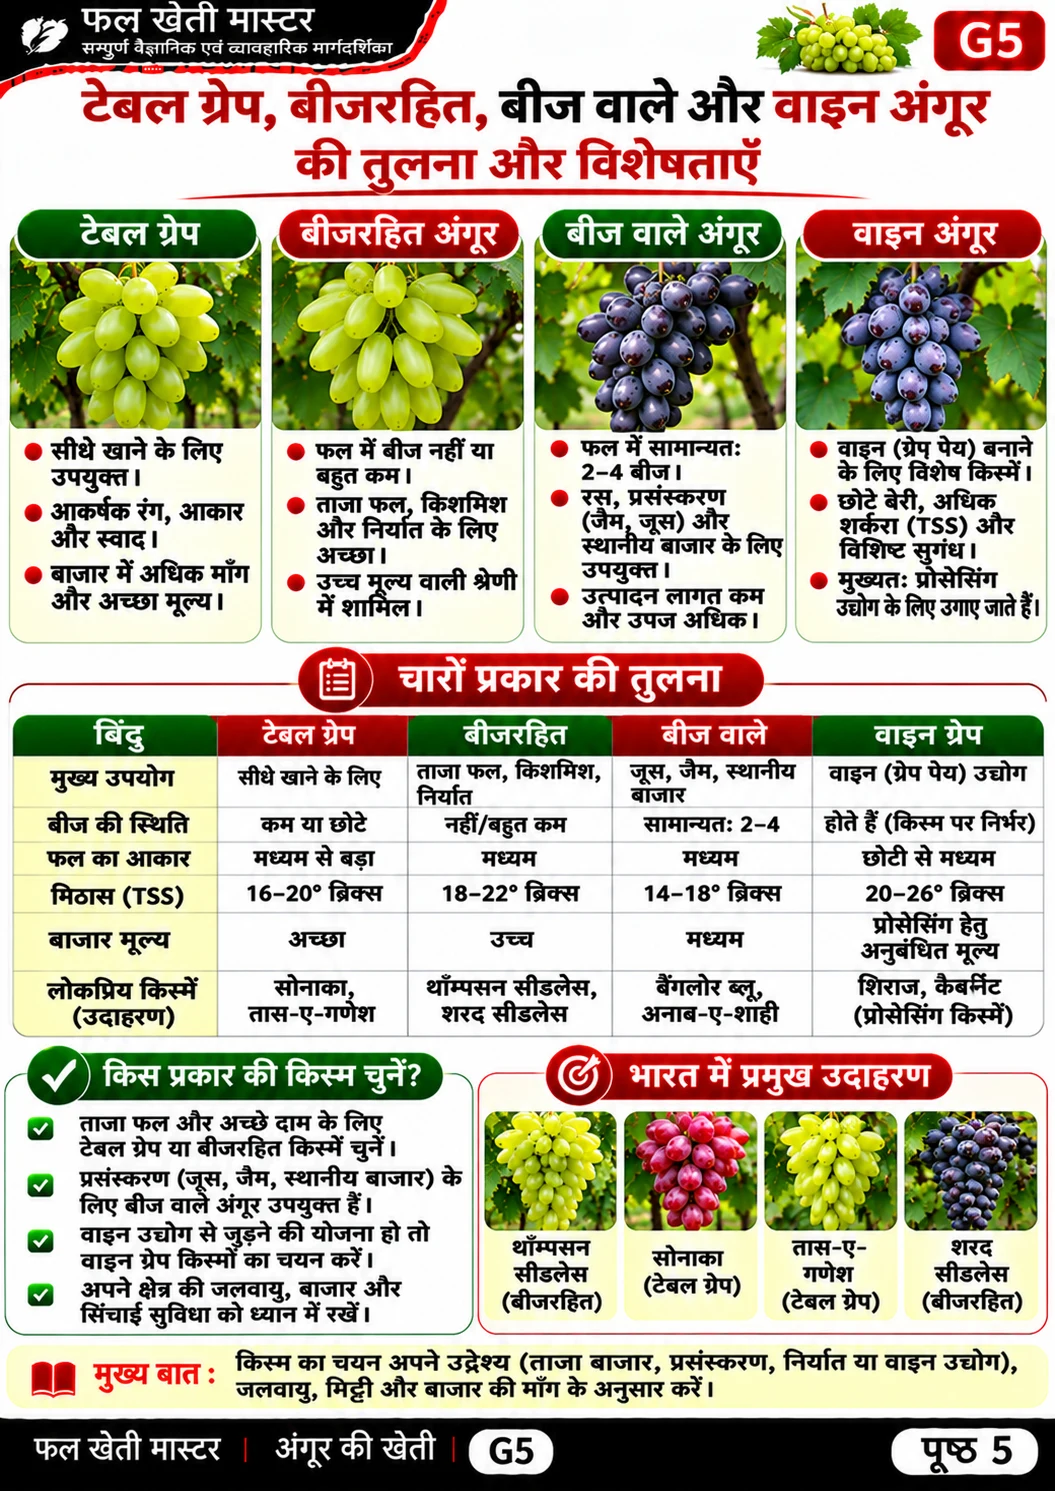 फल खेती मास्टर
सम्पूर्ण वैज्ञानिक एवं व्यावहारिक मार्गदर्शिका
G5
टेबल ग्रेप, बीजरहित, बीज वाले और वाइन अंगूर
की तुलना और विशेषताएँ
टेबल ग्रेप
सीधे खाने के लिए
उपयुक्त।
आकर्षक रंग, आकार
और स्वाद।
बाजार में अधिक माँग
और अच्छा मूल्य।
बीजरहित अंगूर
फल में बीज नहीं या
बहुत कम।
ताजा फल, किशमिश
और निर्यात के लिए
अच्छा।
उच्च मूल्य वाली श्रेणी
में शामिल।
बीज वाले अंगूर
फल में सामान्यतः
2–4 बीज।
रस, प्रसंस्करण
(जैम, जूस) और
स्थानीय बाजार के लिए
उपयुक्त।
उत्पादन लागत कम
और उपज अधिक।
वाइन अंगूर
वाइन (ग्रेप पेय) बनाने
के लिए विशेष किस्में।
छोटे बेरी, अधिक
शर्करा (TSS) और
विशिष्ट सुगंध।
मुख्यतः प्रोसेसिंग
उद्योग के लिए उगाए जाते हैं।
चारों प्रकार की तुलना
बिंदु टेबल ग्रेप बीजरहित बीज वाले वाइन ग्रेप
मुख्य उपयोग सीधे खाने के लिए ताजा फल, किशमिश, जूस, जैम, स्थानीय वाइन (ग्रेप पेय) उद्योग
निर्यात बाजार
बीज की स्थिति कम या छोटे नहीं/बहुत कम सामान्यतः 2–4 होते हैं (किस्म पर निर्भर)
फल का आकार मध्यम से बड़ा मध्यम मध्यम छोटी से मध्यम
मिठास (TSS) 16–20° ब्रिक्स 18–22° ब्रिक्स 14–18° ब्रिक्स 20–26° ब्रिक्स
बाजार मूल्य अच्छा उच्च मध्यम प्रोसेसिंग हेतु
अनुबंधित मूल्य
लोकप्रिय किस्में सोनाका, थॉम्पसन सीडलेस, बैंगलोर ब्लू, शिराज, कैबर्नेट
(उदाहरण) तास-ए-गणेश शरद सीडलेस अनाब-ए-शाही (प्रोसेसिंग किस्में)
किस प्रकार की किस्म चुनें?
ताजा फल और अच्छे दाम के लिए
टेबल ग्रेप या बीजरहित किस्में चुनें।
प्रसंस्करण (जूस, जैम, स्थानीय बाजार) के
लिए बीज वाले अंगूर उपयुक्त हैं।
वाइन उद्योग से जुड़ने की योजना हो तो
वाइन ग्रेप किस्मों का चयन करें।
अपने क्षेत्र की जलवायु, बाजार और
सिंचाई सुविधा को ध्यान में रखें।
भारत में प्रमुख उदाहरण
थॉम्पसन
सीडलेस
(बीजरहित)
सोनाका
(टेबल ग्रेप)
तास-ए-
गणेश
(टेबल ग्रेप)
शरद
सीडलेस
(बीजरहित)
मुख्य बात : किस्म का चयन अपने उद्देश्य (ताजा बाजार, प्रसंस्करण, निर्यात या वाइन उद्योग),
जलवायु, मिट्टी और बाजार की माँग के अनुसार करें।
फल खेती मास्टर | अंगूर की खेती | G5 पृष्ठ 5